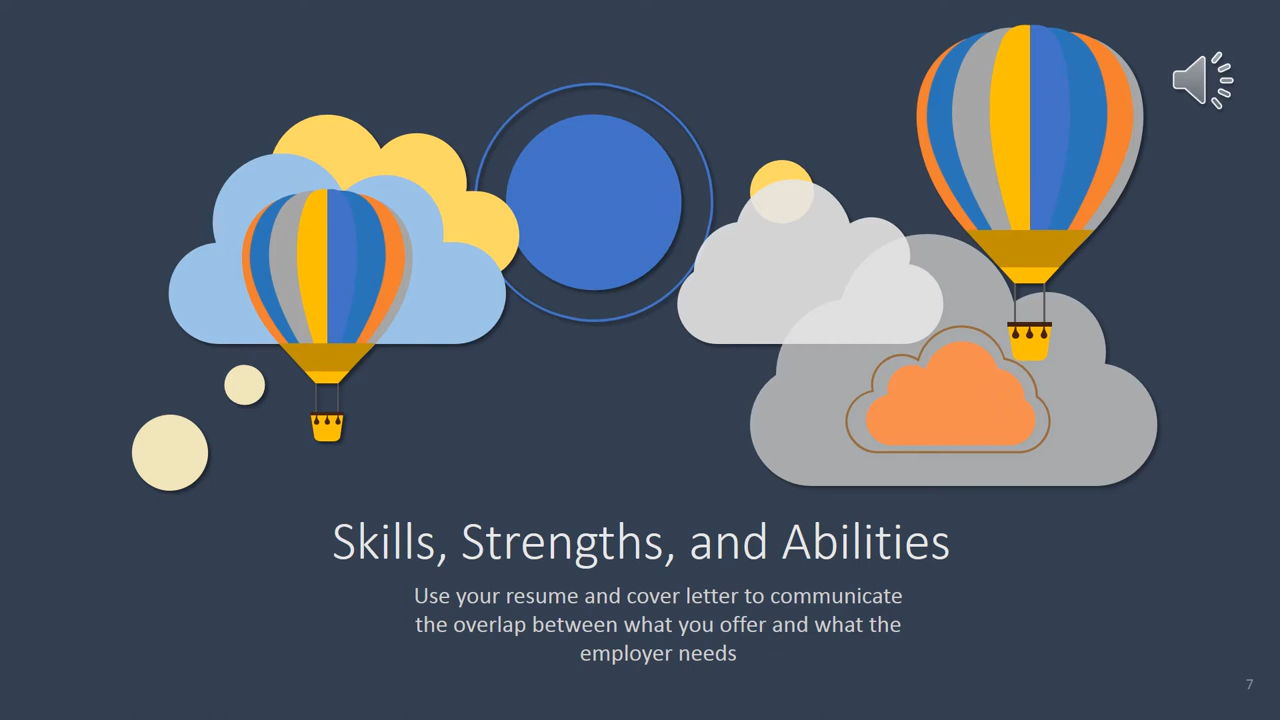 Skills, Strengths, and Abilities
Use your resume and cover letter to communicate
the overlap between what you offer and what the
employer needs
7